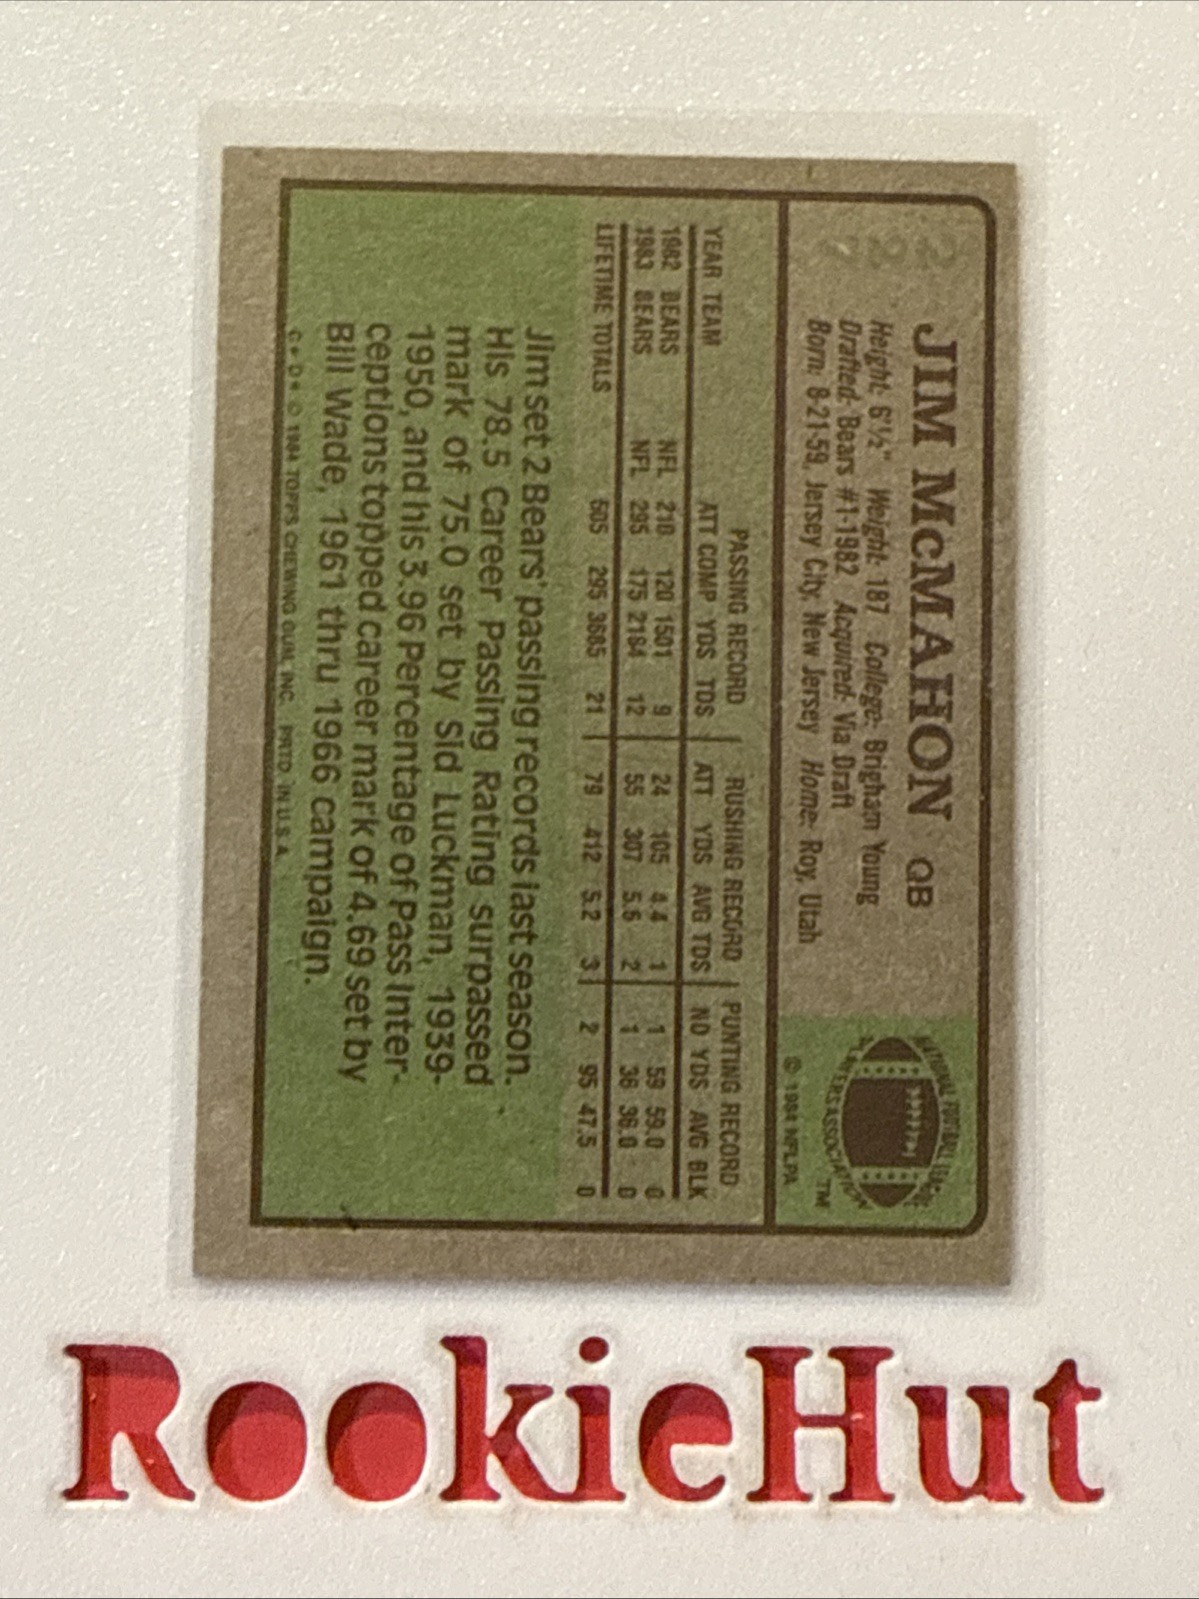 228
JIM McMAHON QB
Height: 6'½" Weight: 187 College: Brigham Young
Drafted: Bears #1-1982 Acquired: Via Draft
Born: 8-21-59, Jersey City, New Jersey Home: Roy, Utah
NATIONAL FOOTBALL LEAGUE
PLAYERS ASSOCIATION
TM
© 1984 NFLPA
PASSING RECORD RUSHING RECORD PUNTING RECORD
YEAR TEAM ATT COMP YDS TDS ATT YDS AVG TDS NO YDS AVG BLK
1982 BEARS NFL 210 120 1501 9 24 105 4.4 1 1 59 59.0 0
1983 BEARS NFL 295 175 2184 12 55 307 5.6 2 1 36 36.0 0
LIFETIME TOTALS 505 295 3685 21 79 412 5.2 3 2 95 47.5 0
Jim set 2 Bears' passing records last season.
His 78.5 Career Passing Rating surpassed
mark of 75.0 set by Sid Luckman, 1939-
1950, and his 3.96 Percentage of Pass Inter-
ceptions topped career mark of 4.69 set by
Bill Wade, 1961 thru 1966 campaign.
C * D * © 1984 TOPPS CHEWING GUM, INC. PRTD. IN U.S.A.
RookieHut